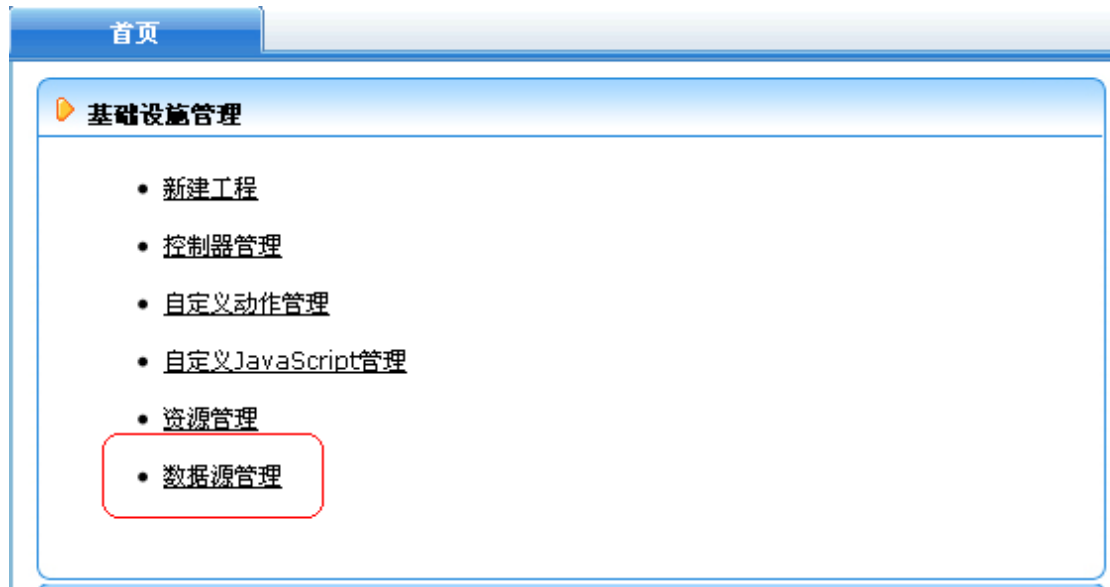 首页
基础设施管理
新建工程
控制器管理
自定义动作管理
自定义JavaScript管理
资源管理
数据源管理